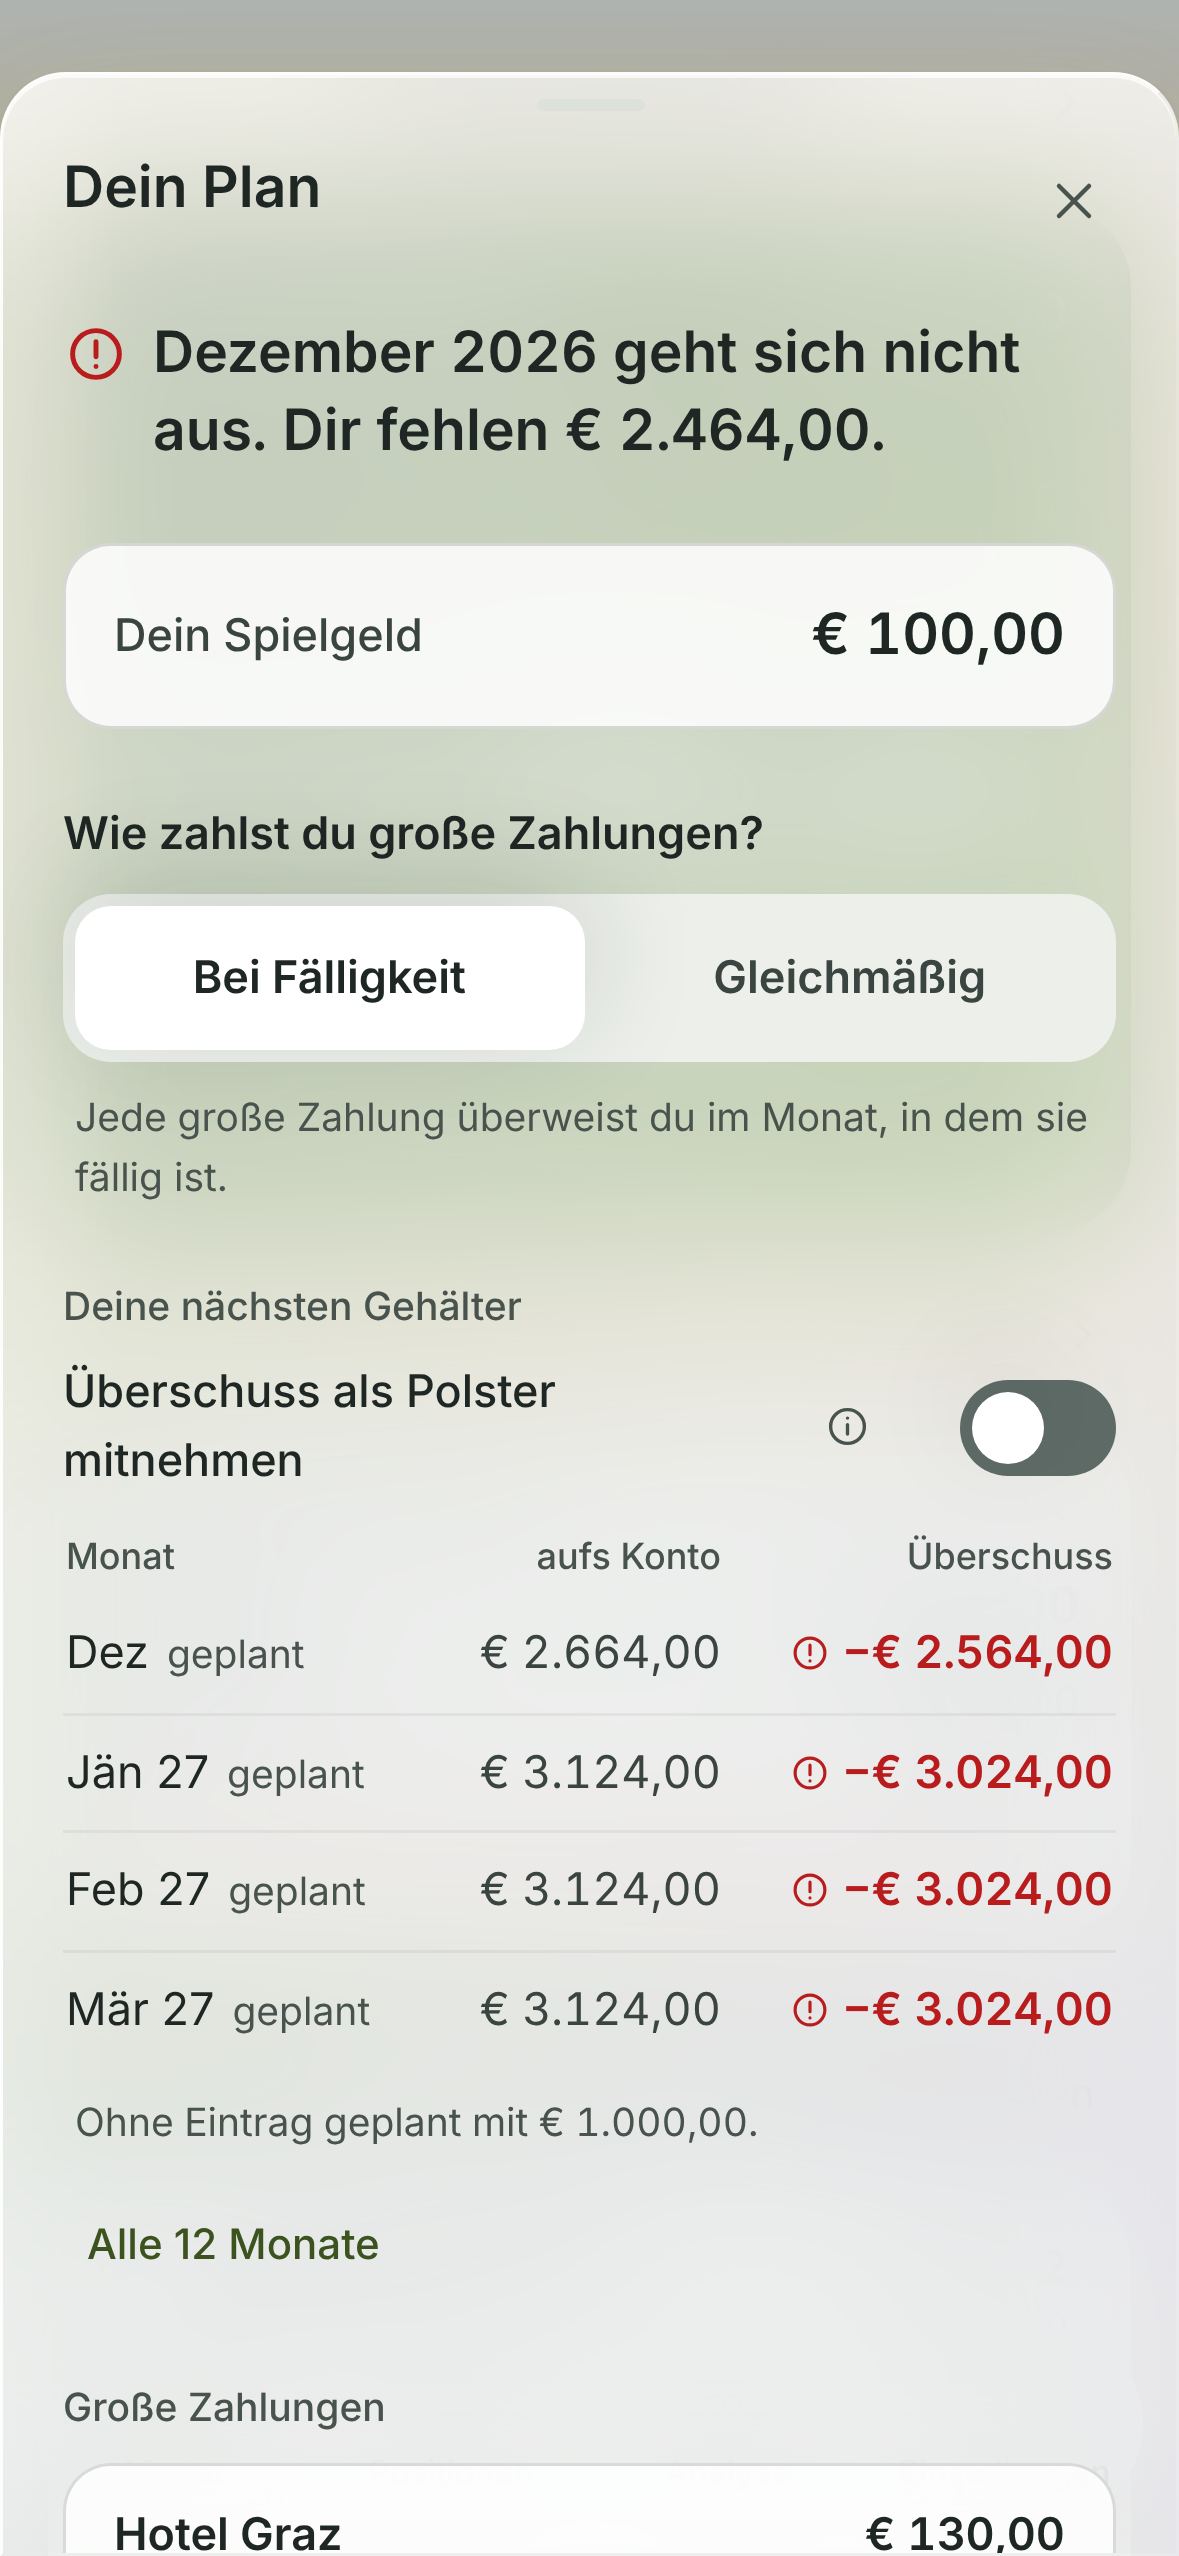 Dein Plan
Dezember 2026 geht sich nicht
aus. Dir fehlen € 2.464,00.
Dein Spielgeld € 100,00
Wie zahlst du große Zahlungen?
Bei Fälligkeit Gleichmäßig
Jede große Zahlung überweist du im Monat, in dem sie
fällig ist.
Deine nächsten Gehälter
Überschuss als Polster
mitnehmen
Monat aufs Konto Überschuss
Dez geplant € 2.664,00 −€ 2.564,00
Jän 27 geplant € 3.124,00 −€ 3.024,00
Feb 27 geplant € 3.124,00 −€ 3.024,00
Mär 27 geplant € 3.124,00 −€ 3.024,00
Ohne Eintrag geplant mit € 1.000,00.
Alle 12 Monate
Große Zahlungen
Hotel Graz € 130,00